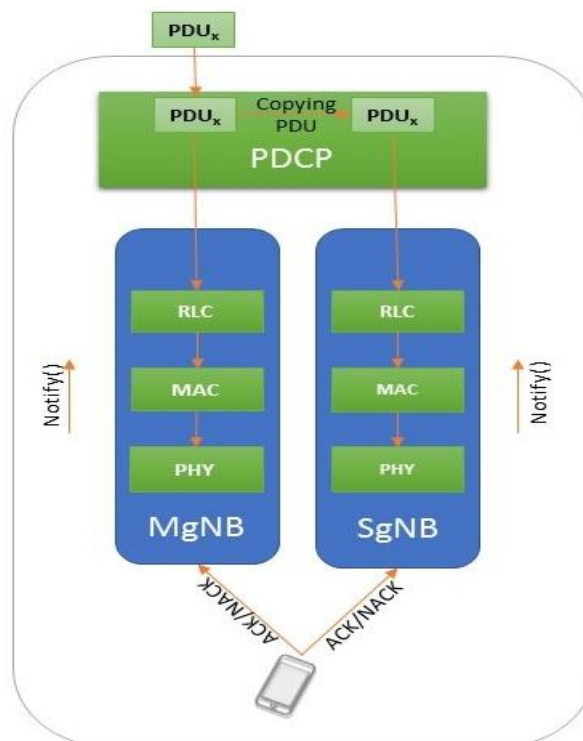 PDUx
PDUx
Copying
PDU
PDUx
PDCP
RLC
MAC
PHY
MgNB
RLC
MAC
PHY
SgNB
Notify()
Notify()
ACK/NACK
ACK/NACK